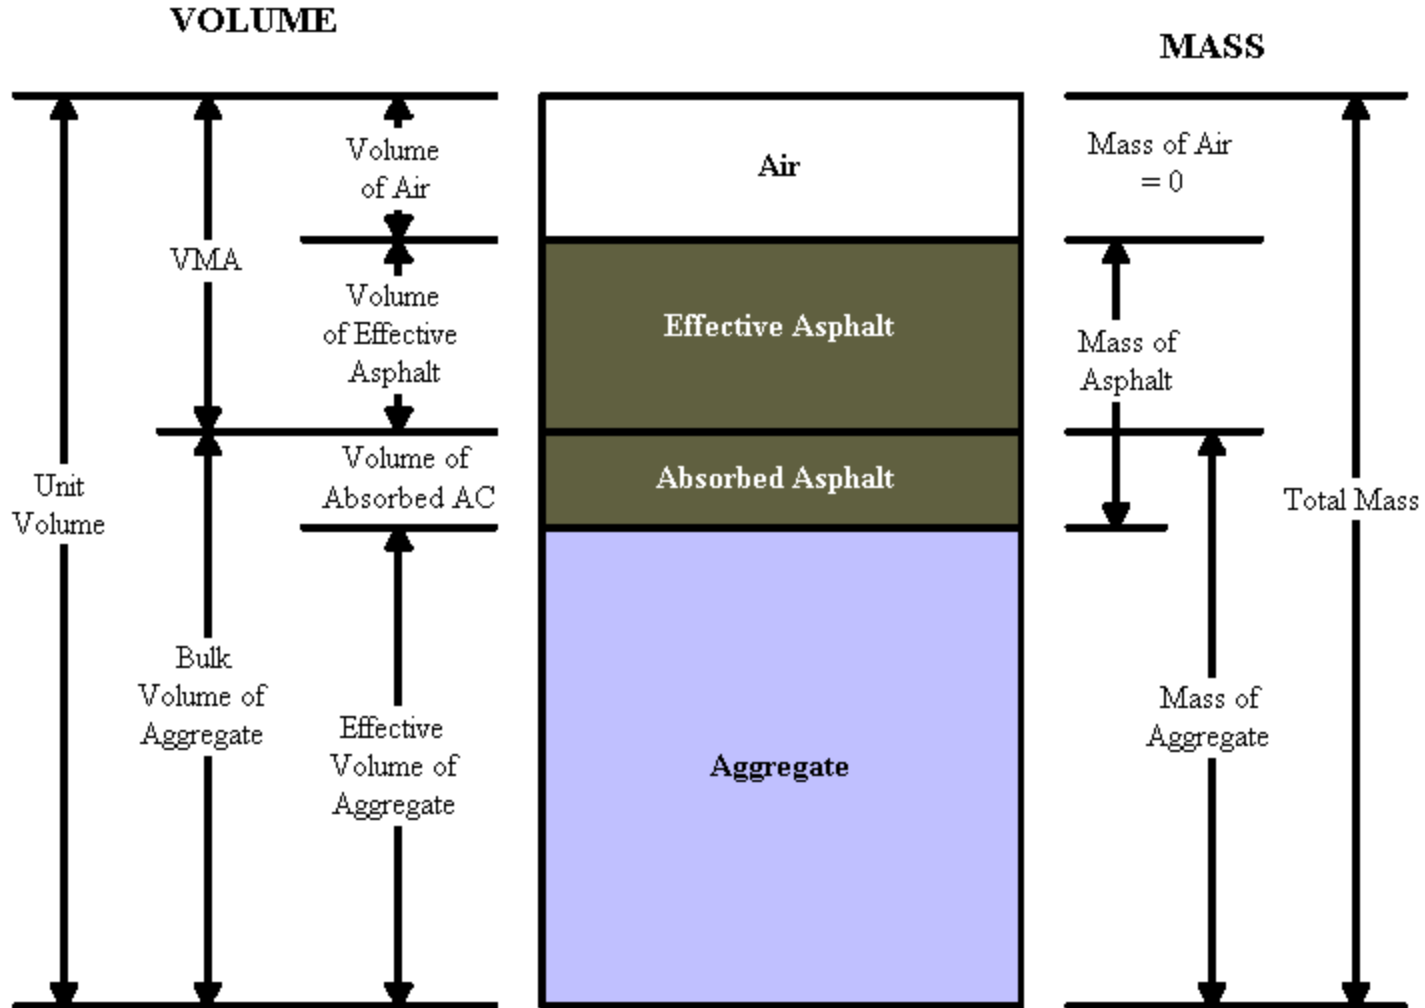 VOLUME
MASS
Volume
of Air
Air
Mass of Air
= 0
VMA
Volume
of Effective
Asphalt
Effective Asphalt
Mass of
Asphalt
Volume of
Absorbed AC
Absorbed Asphalt
Unit
Volume
Total Mass
Bulk
Volume of
Aggregate
Effective
Volume of
Aggregate
Aggregate
Mass of
Aggregate